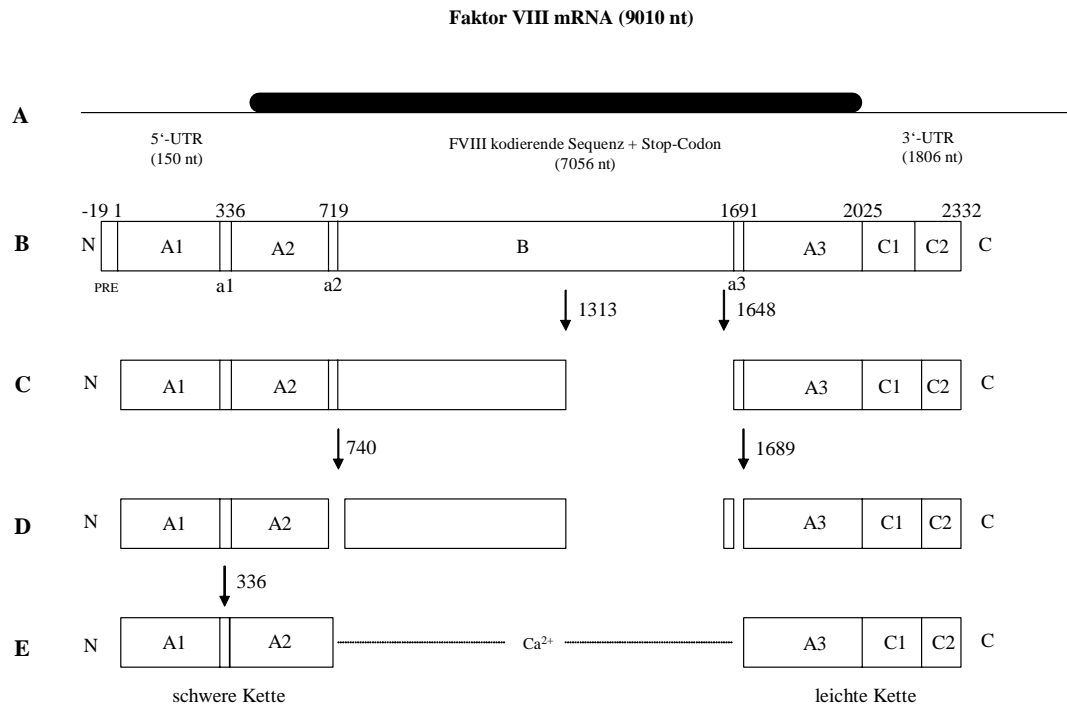 Faktor VIII mRNA (9010 nt)
A
5‘-UTR
(150 nt)
FVIII kodierende Sequenz + Stop-Codon
(7056 nt)
3‘-UTR
(1806 nt)
-19 1 336 719 1691 2025 2332
B N A1 A2 B A3 C1 C2 C
PRE a1 a2 a3
1313 1648
C N A1 A2 A3 C1 C2 C
740 1689
D N A1 A2 A3 C1 C2 C
336
E N A1 A2 Ca²⁺ A3 C1 C2 C
schwere Kette leichte Kette